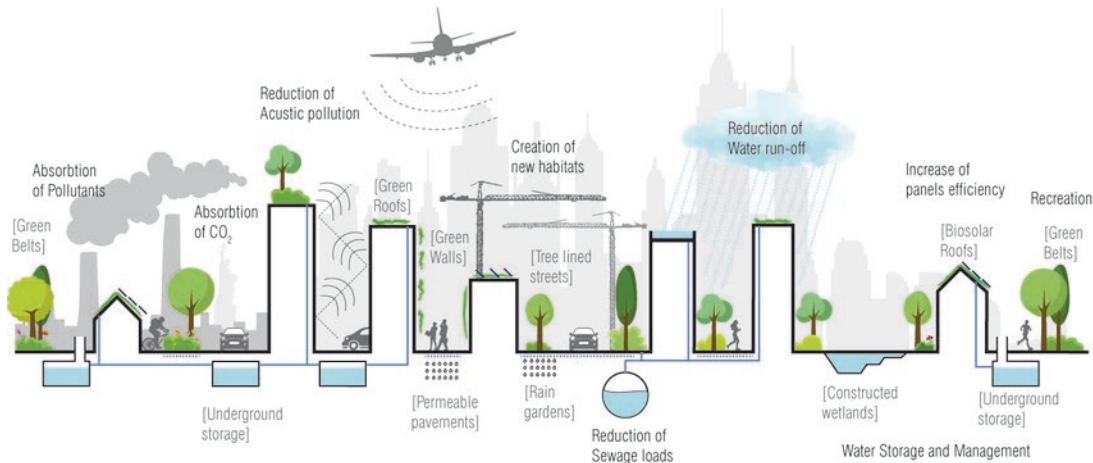 Reduction of
Acustic pollution
Absorbtion
of Pollutants
[Green
Belts]
Absorbtion
of CO₂
[Green
Roofs]
[Green
Walls]
Creation of
new habitats
[Tree lined
streets]
Reduction of
Water run-off
Increase of
panels efficiency
[Biosolar
Roofs]
Recreation
[Green
Belts]
[Underground
storage]
[Permeable
pavements]
[Rain
gardens]
Reduction of
Sewage loads
[Constructed
wetlands]
[Underground
storage]
Water Storage and Management